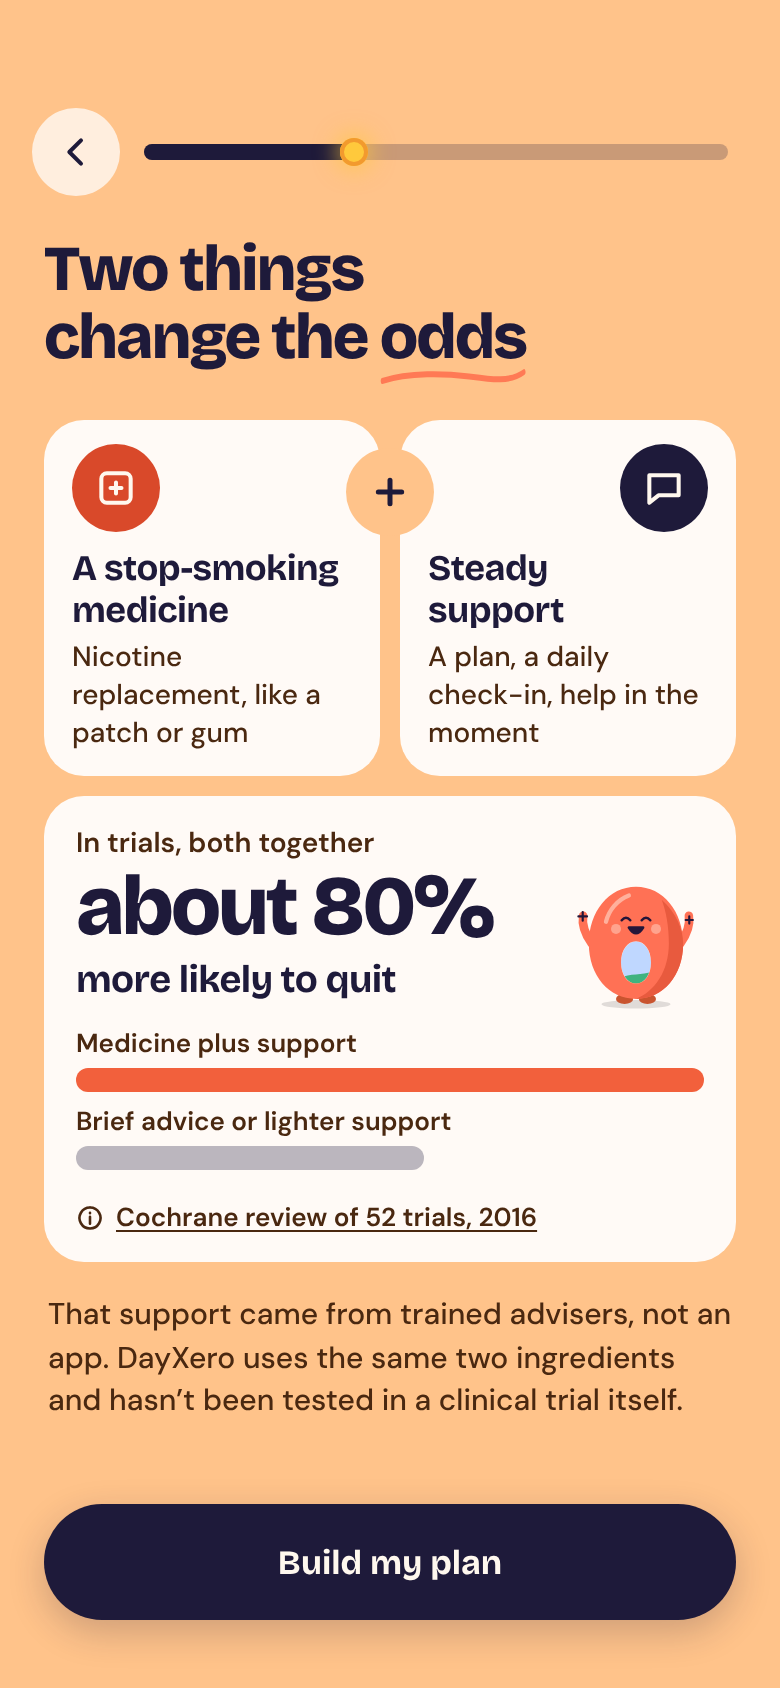 Two things
change the odds
A stop-smoking
medicine
Nicotine
replacement, like a
patch or gum
Steady
support
A plan, a daily
check-in, help in the
moment
In trials, both together
about 80%
more likely to quit
Medicine plus support
Brief advice or lighter support
Cochrane review of 52 trials, 2016
That support came from trained advisers, not an
app. DayXero uses the same two ingredients
and hasn’t been tested in a clinical trial itself.
Build my plan